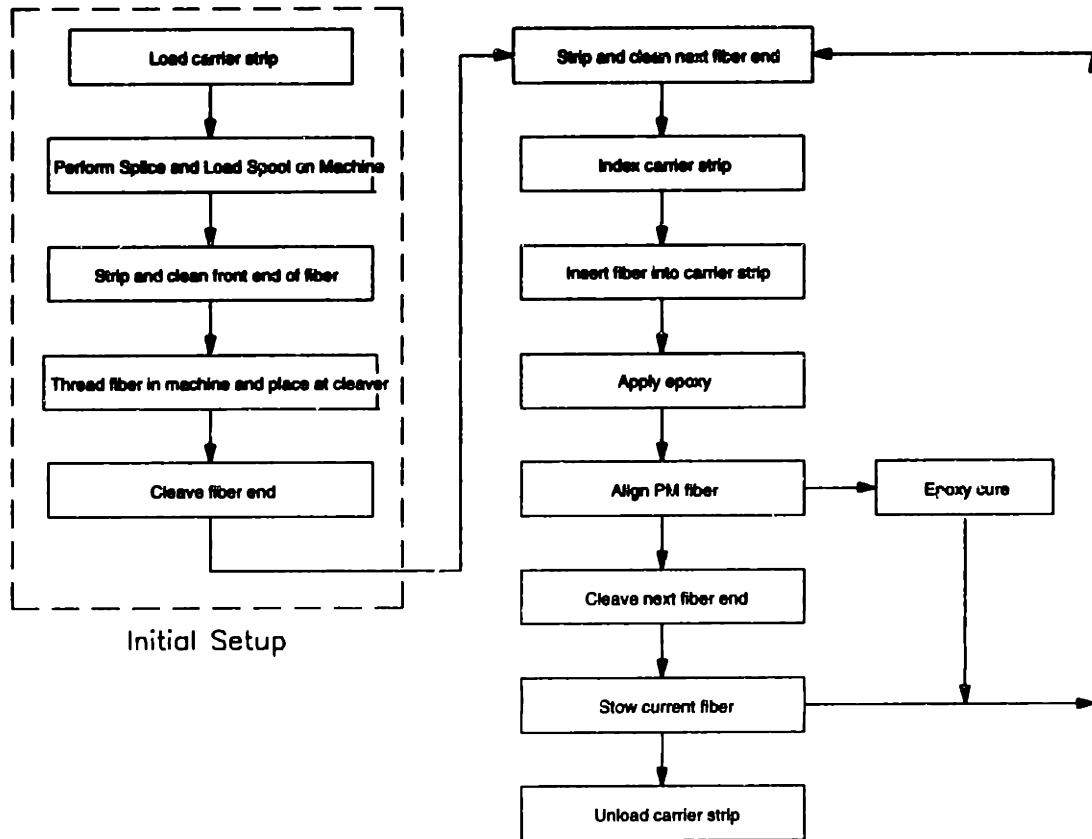 Load carrier strip
Perform Splice and Load Spool on Machine
Strip and clean front end of fiber
Thread fiber in machine and place at cleaver
Cleave fiber end
Initial Setup
Strip and clean next fiber end
Index carrier strip
Insert fiber into carrier strip
Apply epoxy
Align PM fiber
Epoxy cure
Cleave next fiber end
Stow current fiber
Unload carrier strip